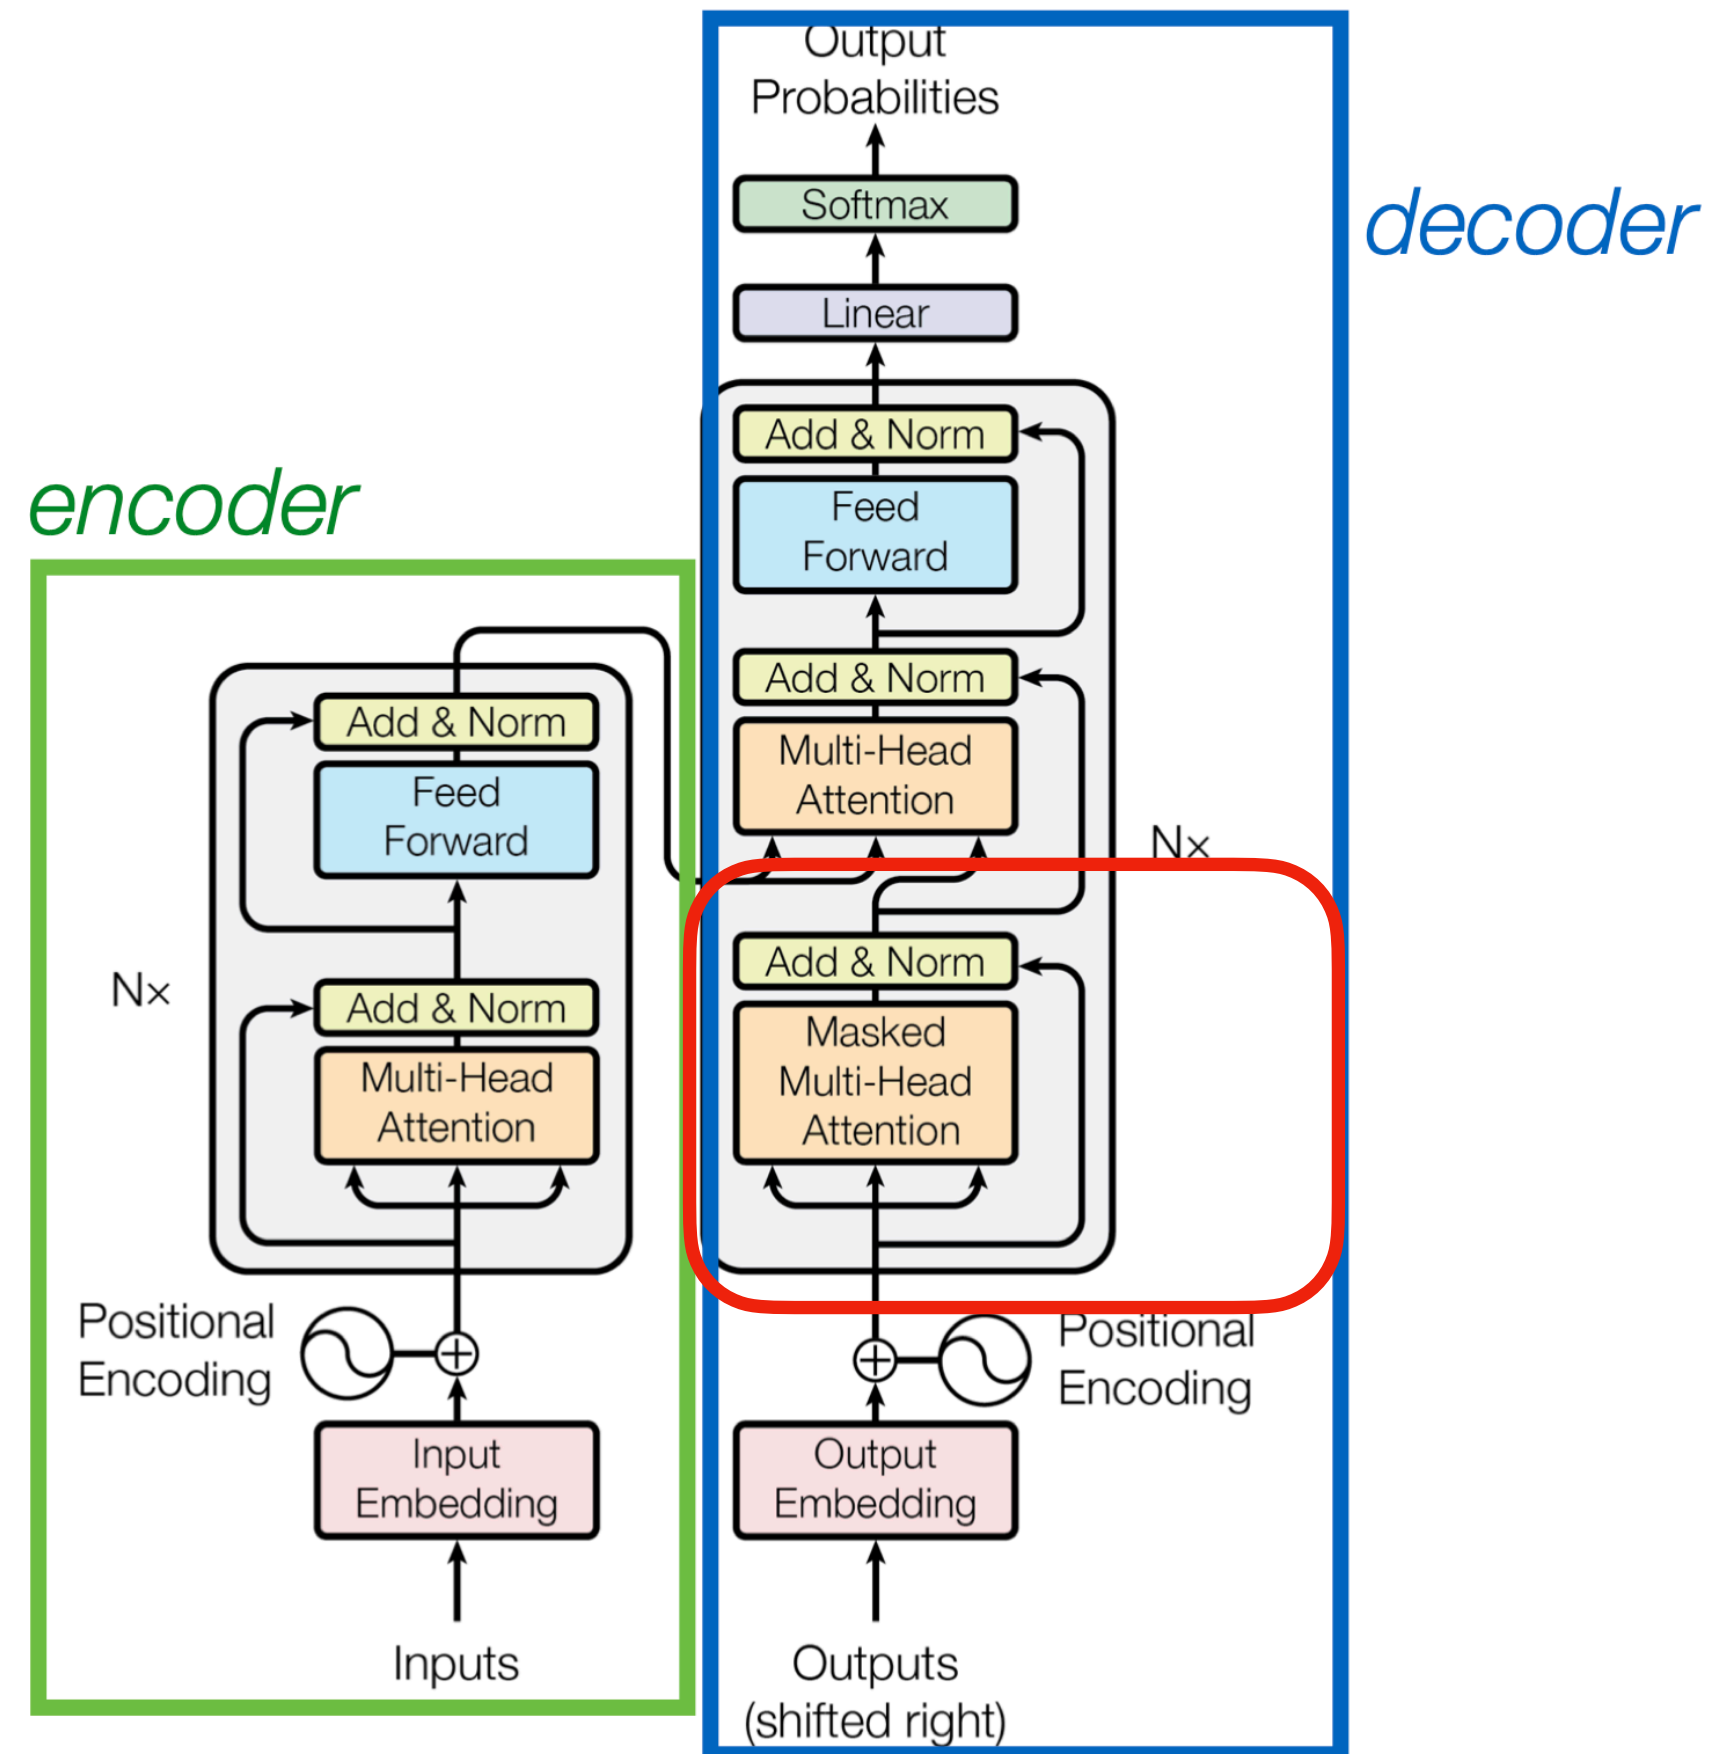 encoder
Add & Norm
Feed
Forward
Nx
Add & Norm
Multi-Head
Attention
Positional
Encoding
Input
Embedding
Inputs
decoder
Output
Probabilities
Softmax
Linear
Add & Norm
Feed
Forward
Add & Norm
Multi-Head
Attention
Nx
Add & Norm
Masked
Multi-Head
Attention
Positional
Encoding
Output
Embedding
Outputs
(shifted right)